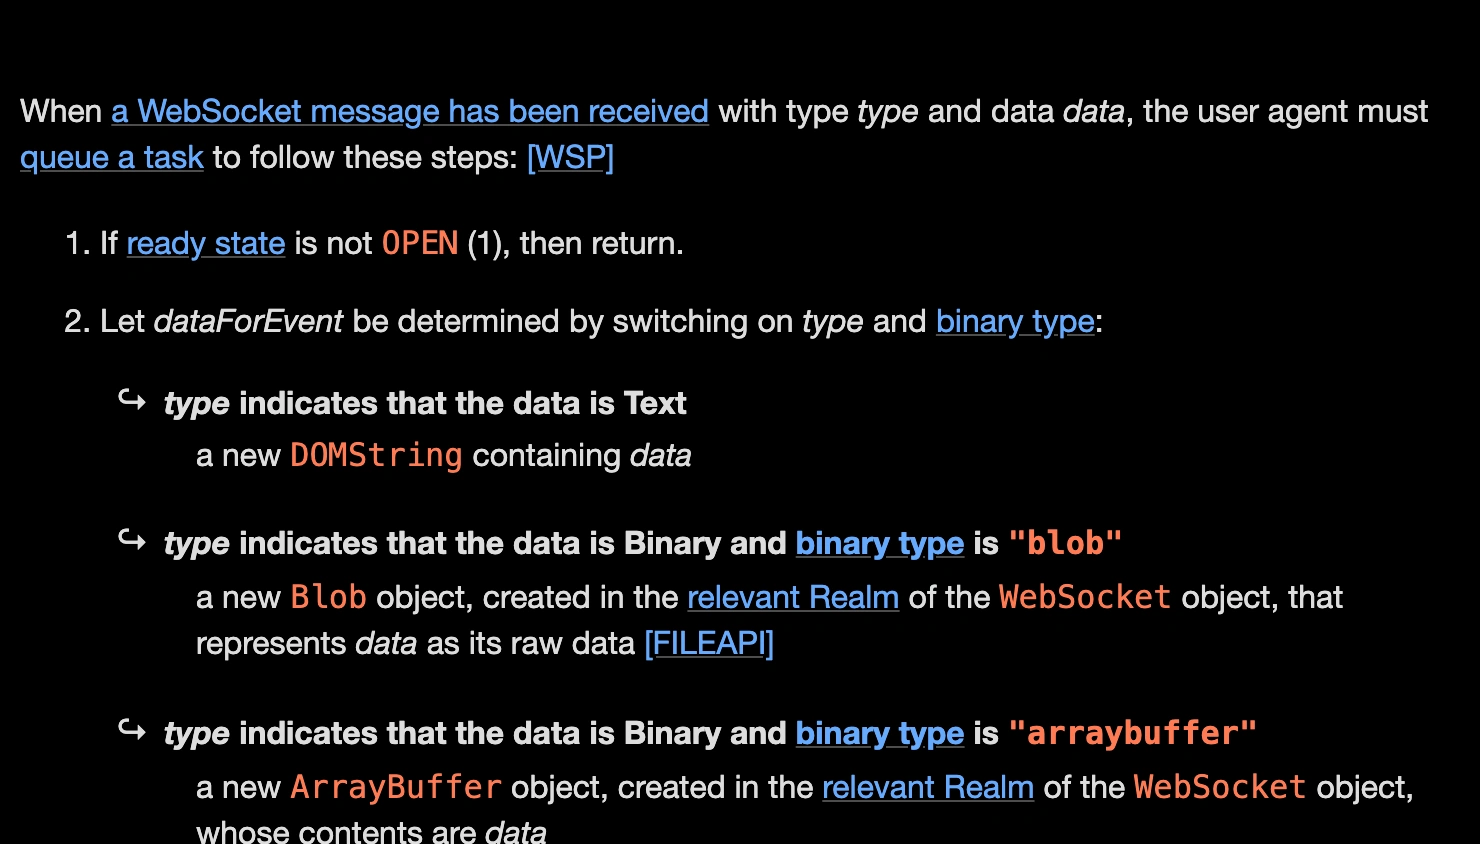 When a WebSocket message has been received with type type and data data, the user agent must
queue a task to follow these steps: [WSP]
1. If ready state is not OPEN (1), then return.
2. Let dataForEvent be determined by switching on type and binary type:
↪ type indicates that the data is Text
a new DOMString containing data
↪ type indicates that the data is Binary and binary type is "blob"
a new Blob object, created in the relevant Realm of the WebSocket object, that
represents data as its raw data [FILEAPI]
↪ type indicates that the data is Binary and binary type is "arraybuffer"
a new ArrayBuffer object, created in the relevant Realm of the WebSocket object,
whose contents are data